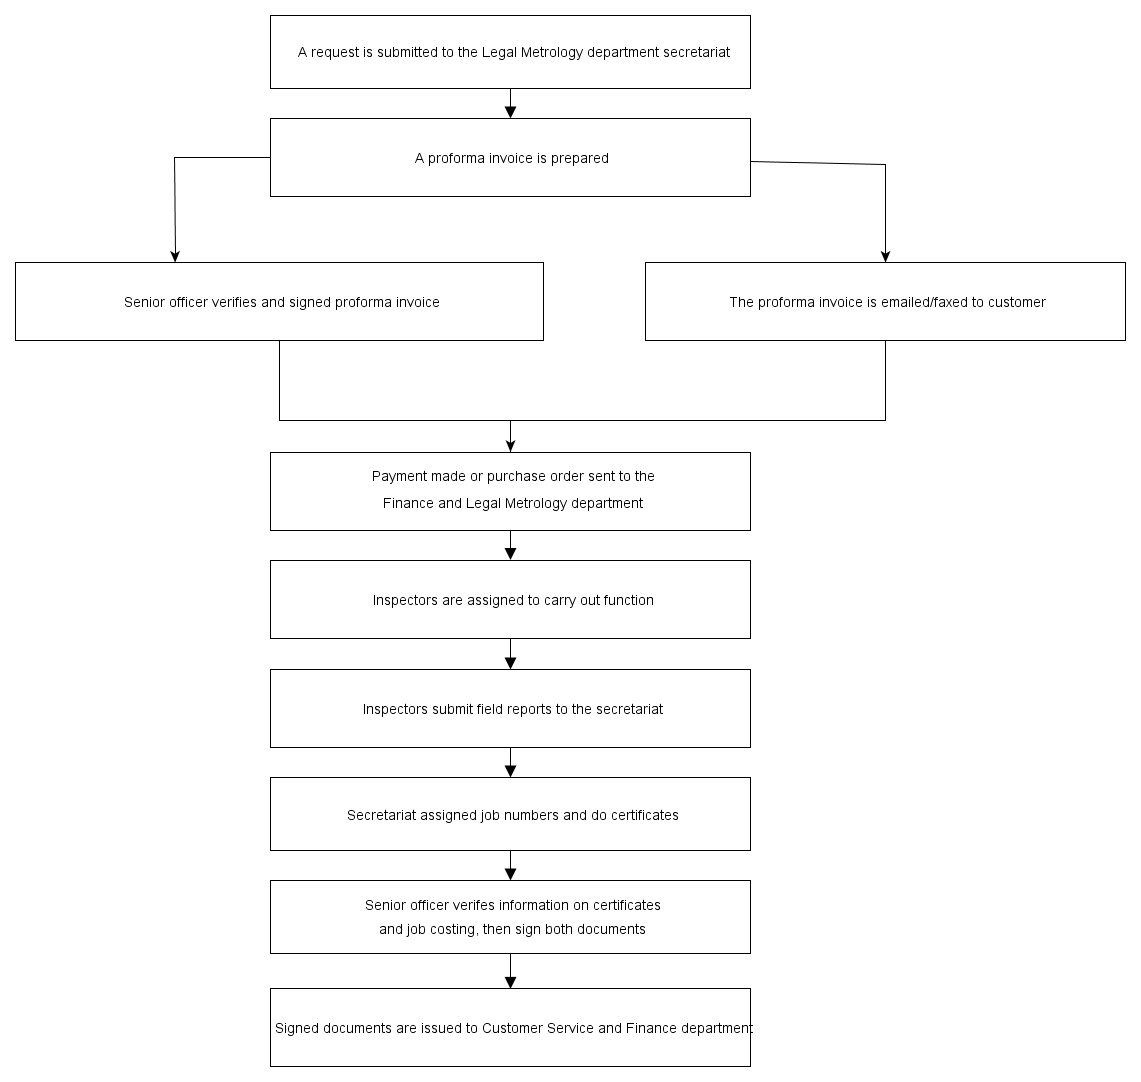 A request is submitted to the Legal Metrology department secretariat
A proforma invoice is prepared
Senior officer verifies and signed proforma invoice
The proforma invoice is emailed/faxed to customer
Payment made or purchase order sent to the
Finance and Legal Metrology department
Inspectors are assigned to carry out function
Inspectors submit field reports to the secretariat
Secretariat assigned job numbers and do certificates
Senior officer verifes information on certificates
and job costing, then sign both documents
Signed documents are issued to Customer Service and Finance department